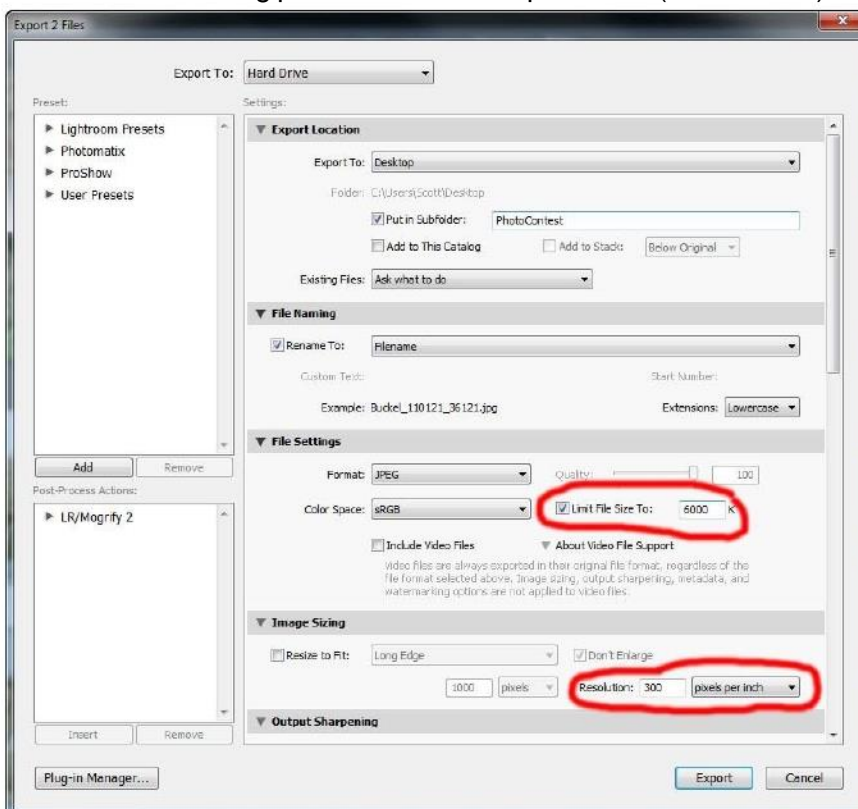 Export 2 Files
Export To: Hard Drive
Preset:
Settings:
Lightroom Presets
Photomatix
ProShow
User Presets
Add Remove
Post-Process Actions:
LR/Mogrify 2
Insert Remove
Export Location
Export To: Desktop
Folder: C:\Users\Scott\Desktop
Put in Subfolder: PhotoContest
Add to This Catalog Add to Stack: Below Original
Existing Files: Ask what to do
File Naming
Rename To: Filename
Custom Text: Start Number:
Example: Buckel_110121_36121.jpg Extensions: Lowercase
File Settings
Format: JPEG Quality: 100
Color Space: sRGB Limit File Size To: 6000 K
Include Video Files About Video File Support
Video files are always exported in their original file format, regardless of the
file format selected above. Image sizing, output sharpening, metadata, and
watermarking options are not applied to video files.
Image Sizing
Resize to Fit: Long Edge Don't Enlarge
1000 pixels Resolution: 300 pixels per inch
Output Sharpening
Plug-in Manager... Export Cancel